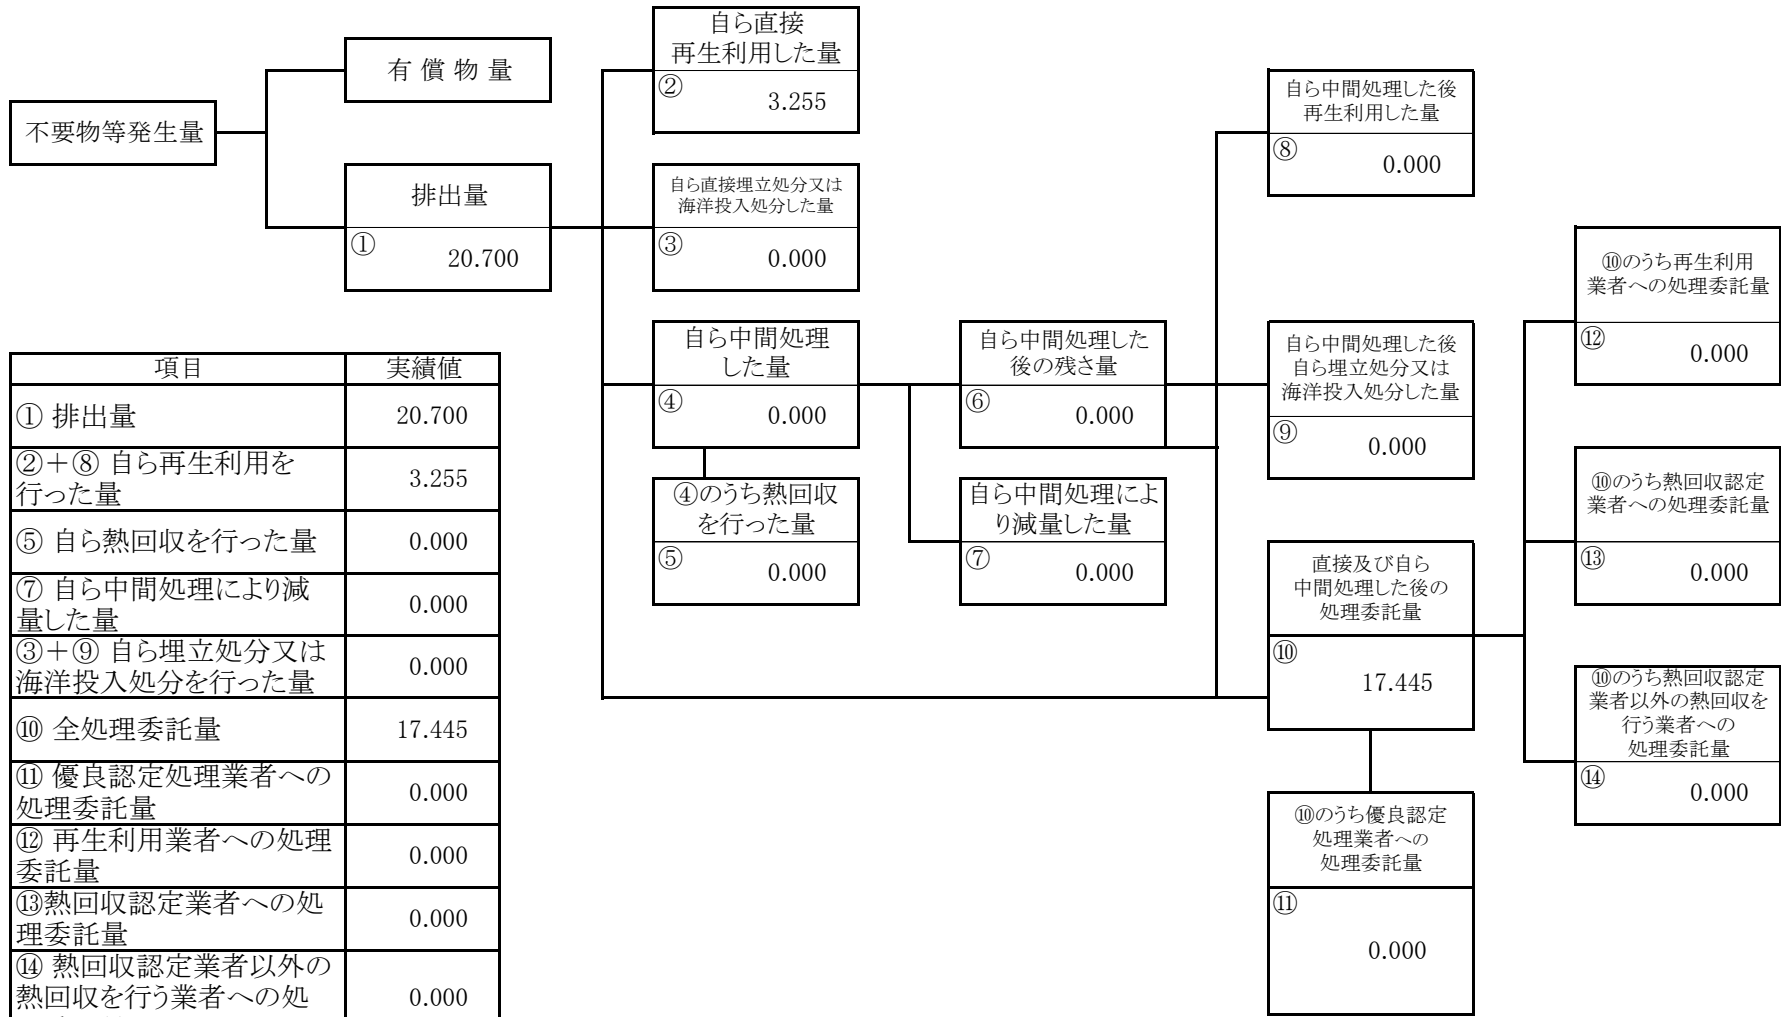 不要物等発生量
有 償 物 量
排出量
①
20.700
自ら直接
再生利用した量
②
3.255
自ら直接埋立処分又は
海洋投入処分した量
③
0.000
自ら中間処理
した量
④
0.000
④のうち熱回収
を行った量
⑤
0.000
自ら中間処理した
後の残さ量
⑥
0.000
自ら中間処理によ
り減量した量
⑦
0.000
自ら中間処理した後
再生利用した量
⑧
0.000
自ら中間処理した後
自ら埋立処分又は
海洋投入処分した量
⑨
0.000
直接及び自ら
中間処理した後の
処理委託量
⑩
17.445
⑩のうち優良認定
処理業者への
処理委託量
⑪
0.000
⑩のうち再生利用
業者への処理委託量
⑫
0.000
⑩のうち熱回収認定
業者への処理委託量
⑬
0.000
⑩のうち熱回収認定
業者以外の熱回収を
行う業者への
処理委託量
⑭
0.000
項目 実績値
① 排出量 20.700
②＋⑧ 自ら再生利用を
行った量 3.255
⑤ 自ら熱回収を行った量 0.000
⑦ 自ら中間処理により減
量した量 0.000
③＋⑨ 自ら埋立処分又は
海洋投入処分を行った量 0.000
⑩ 全処理委託量 17.445
⑪ 優良認定処理業者への
処理委託量 0.000
⑫ 再生利用業者への処理
委託量 0.000
⑬熱回収認定業者への処
理委託量 0.000
⑭ 熱回収認定業者以外の
熱回収を行う業者への処 0.000